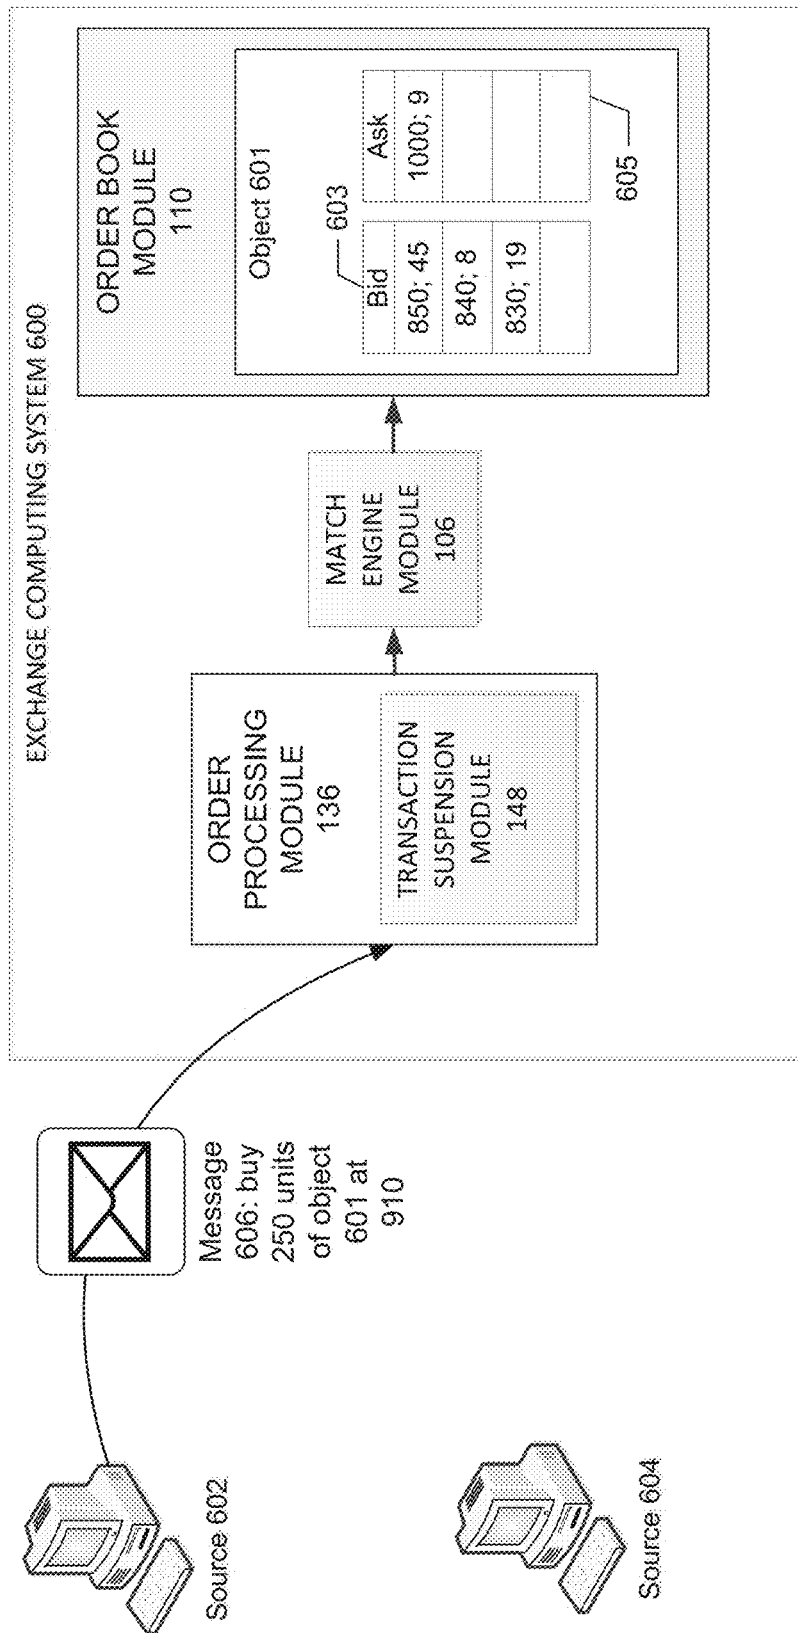 EXCHANGE COMPUTING SYSTEM 600
Source 602
Source 604
Message
606: buy
250 units
of object
601 at
910
ORDER
PROCESSING
MODULE
136
TRANSACTION
SUSPENSION
MODULE
148
MATCH
ENGINE
MODULE
106
ORDER BOOK
MODULE
110
Object 601
603
Bid
850; 45
840; 8
830; 19
Ask
1000; 9
605